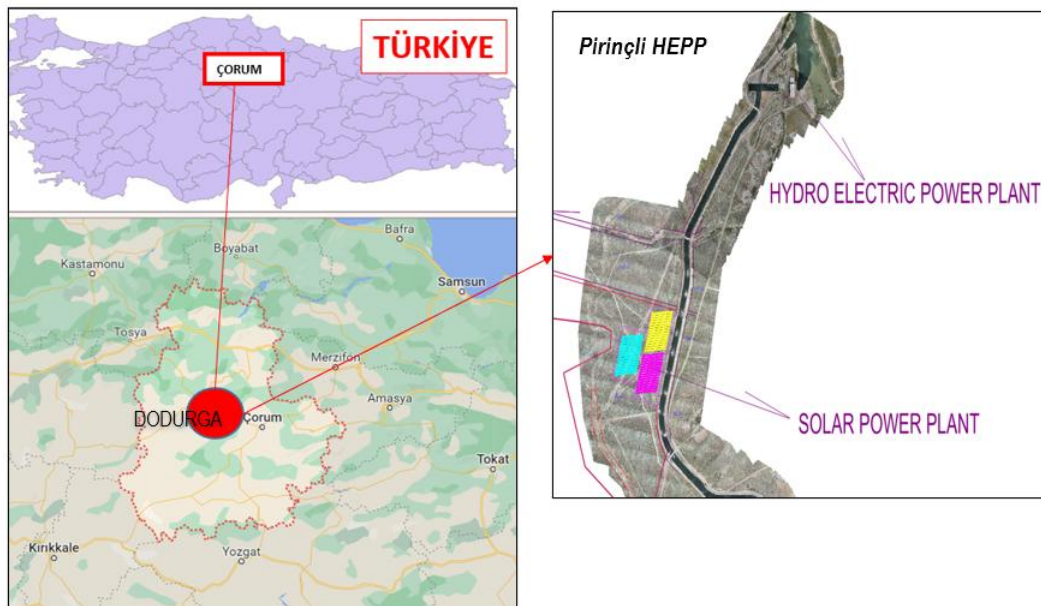 TÜRKİYE
ÇORUM
Bafra
Boyabat
Kastamonu
Samsun
Tosya
Merzifon
Amasya
DODURGA
Çorum
Tokat
Kırıkkale
Yozgat
Pirinçli HEPP
HYDRO ELECTRIC POWER PLANT
SOLAR POWER PLANT